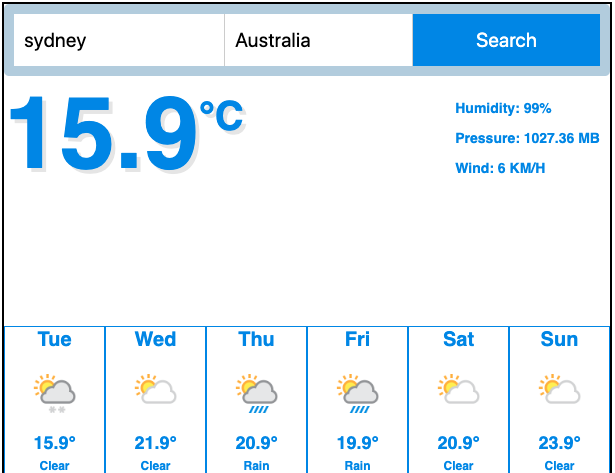 sydney Australia Search
15.9°C
Humidity: 99%
Pressure: 1027.36 MB
Wind: 6 KM/H
Tue Wed Thu Fri Sat Sun
15.9° 21.9° 20.9° 19.9° 20.9° 23.9°
Clear Clear Rain Rain Clear Clear